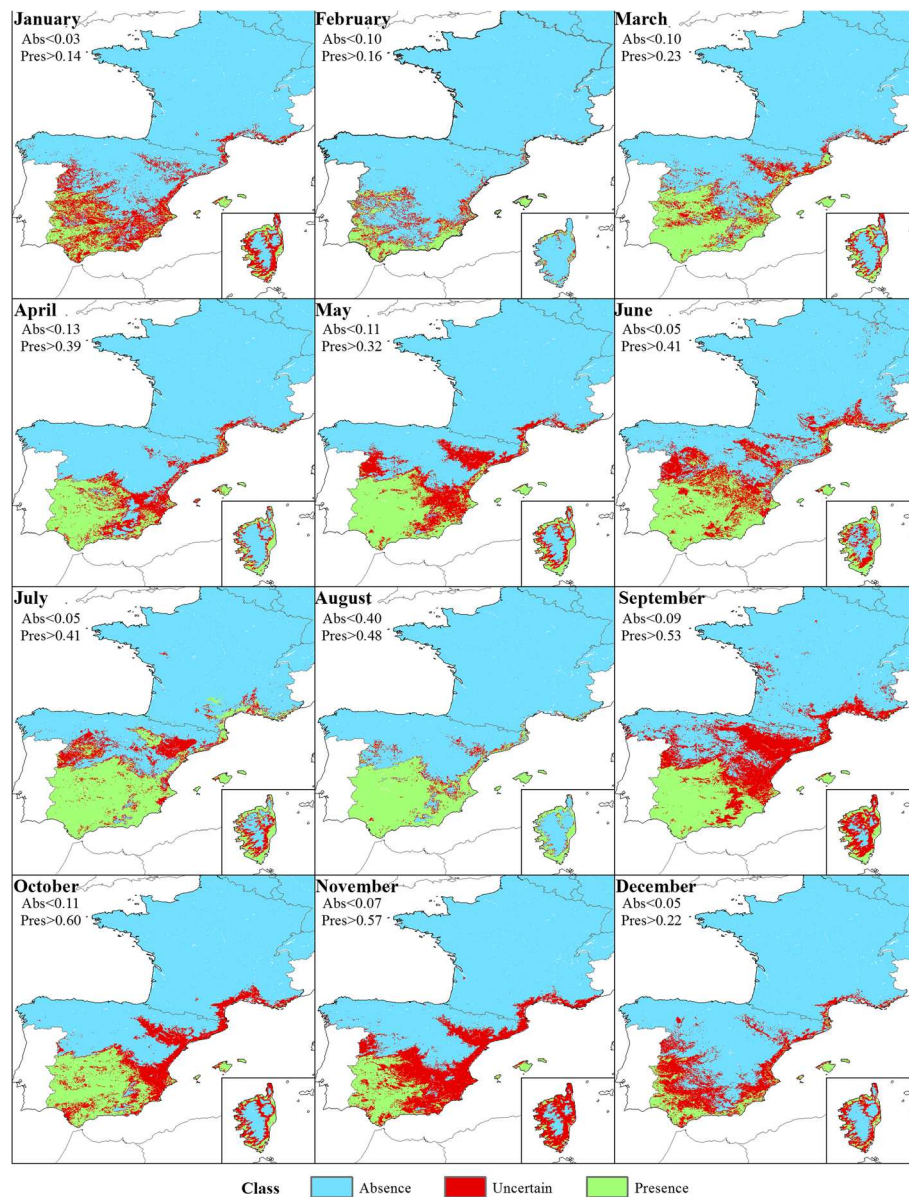 January
Abs<0.03
Pres>0.14
February
Abs<0.10
Pres>0.16
March
Abs<0.10
Pres>0.23
April
Abs<0.13
Pres>0.39
May
Abs<0.11
Pres>0.32
June
Abs<0.05
Pres>0.41
July
Abs<0.05
Pres>0.41
August
Abs<0.40
Pres>0.48
September
Abs<0.09
Pres>0.53
October
Abs<0.11
Pres>0.60
November
Abs<0.07
Pres>0.57
December
Abs<0.05
Pres>0.22
Class Absence Uncertain Presence